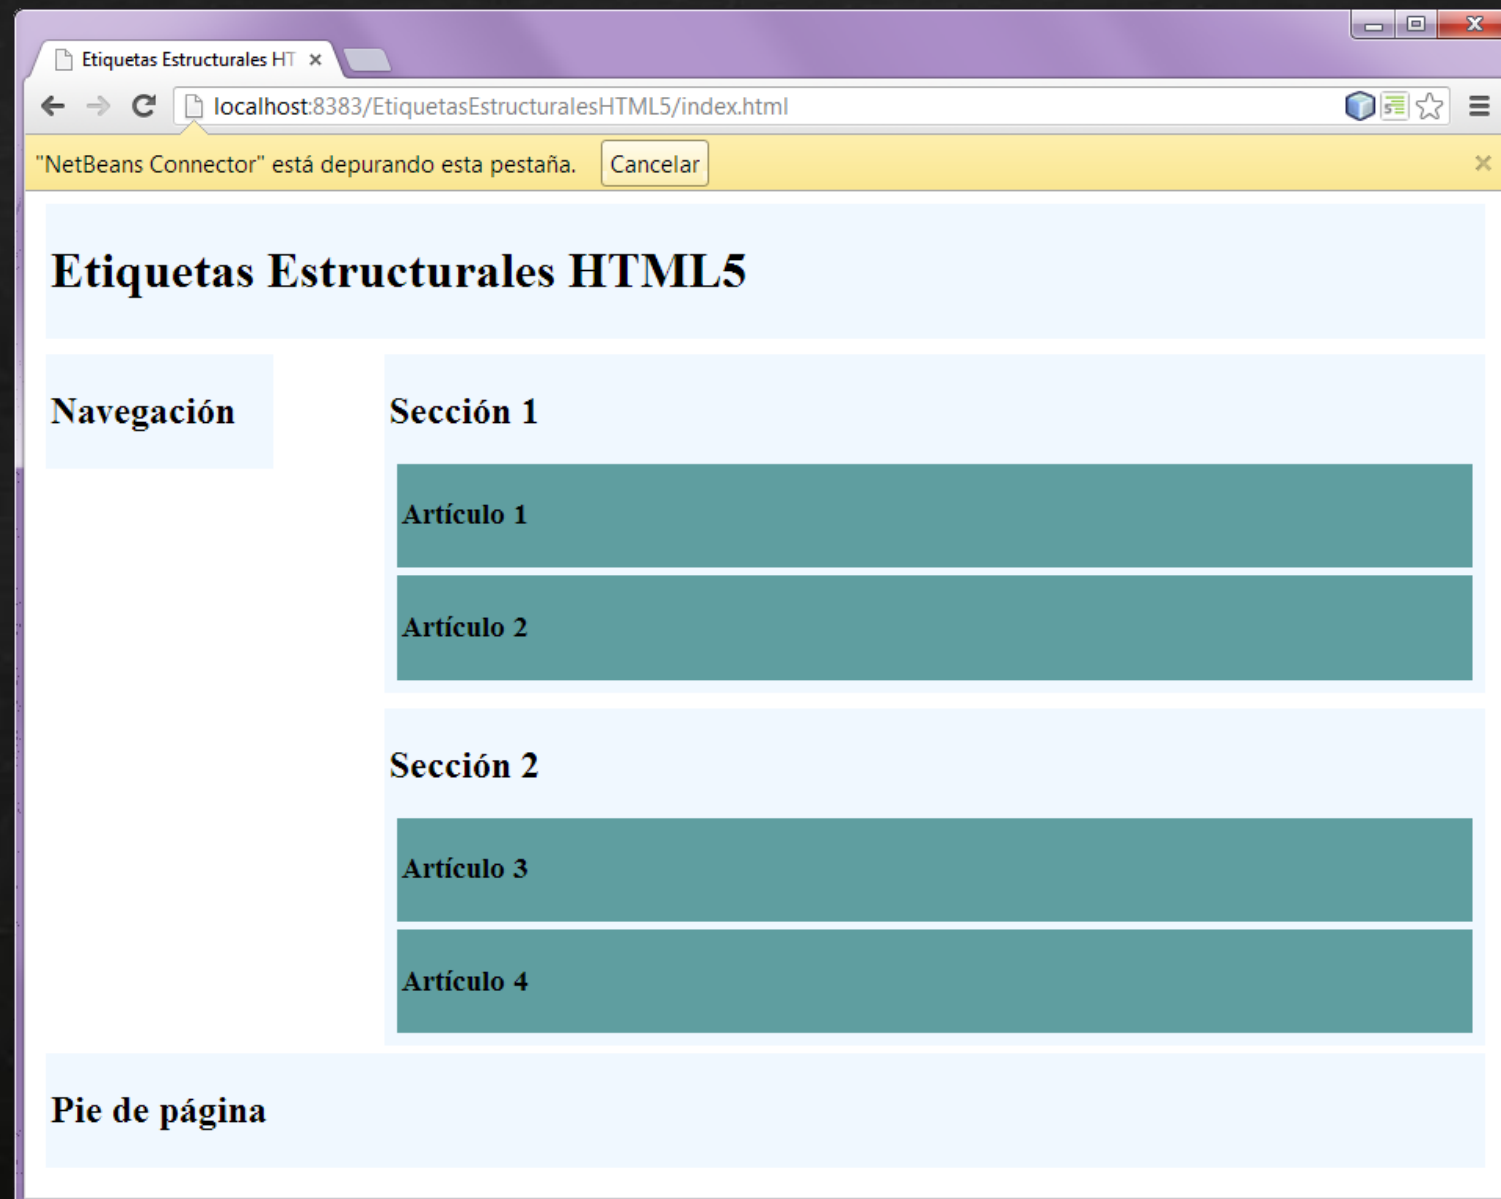 Etiquetas Estructurales HT
localhost:8383/EtiquetasEstructuralesHTML5/index.html
"NetBeans Connector" está depurando esta pestaña. Cancelar
Etiquetas Estructurales HTML5
Navegación
Sección 1
Artículo 1
Artículo 2
Sección 2
Artículo 3
Artículo 4
Pie de página